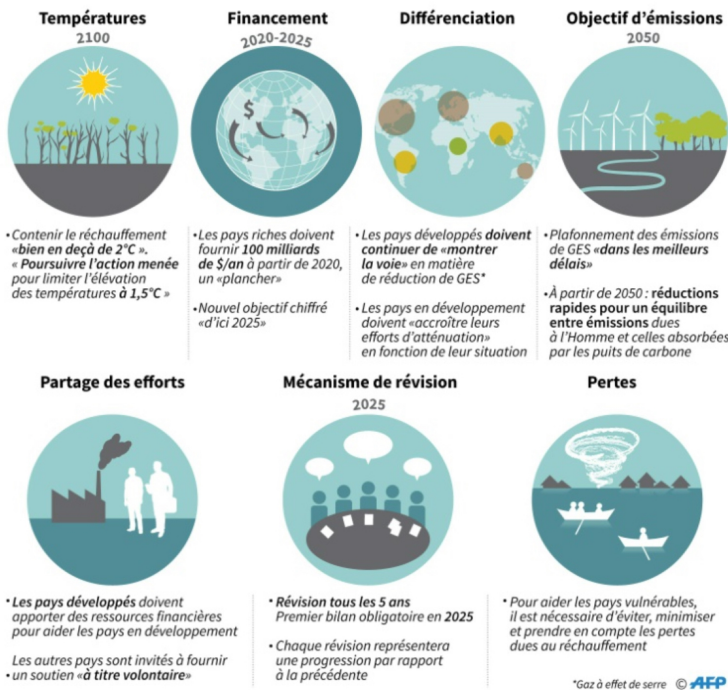 Températures
2100
• Contenir le réchauffement
«bien en deçà de 2°C ».
« Poursuivre l'action menée
pour limiter l'élévation
des températures à 1,5°C »
Financement
2020-2025
$
• Les pays riches doivent
fournir 100 milliards
de $/an à partir de 2020,
un «plancher»
• Nouvel objectif chiffré
«d'ici 2025»
Différenciation
• Les pays développés doivent
continuer de «montrer
la voie» en matière
de réduction de GES*
• Les pays en développement
doivent «accroître leurs
efforts d'atténuation»
en fonction de leur situation
Objectif d'émissions
2050
• Plafonnement des émissions
de GES «dans les meilleurs
délais»
• À partir de 2050 : réductions
rapides pour un équilibre
entre émissions dues
à l'Homme et celles absorbées
par les puits de carbone
Partage des efforts
• Les pays développés doivent
apporter des ressources financières
pour aider les pays en développement
Les autres pays sont invités à fournir
• un soutien «à titre volontaire»
Mécanisme de révision
2025
• Révision tous les 5 ans
Premier bilan obligatoire en 2025
• Chaque révision représentera
une progression par rapport
à la précédente
Pertes
• Pour aider les pays vulnérables,
il est nécessaire d'éviter, minimiser
et prendre en compte les pertes
dues au réchauffement
*Gaz à effet de serre © AFP